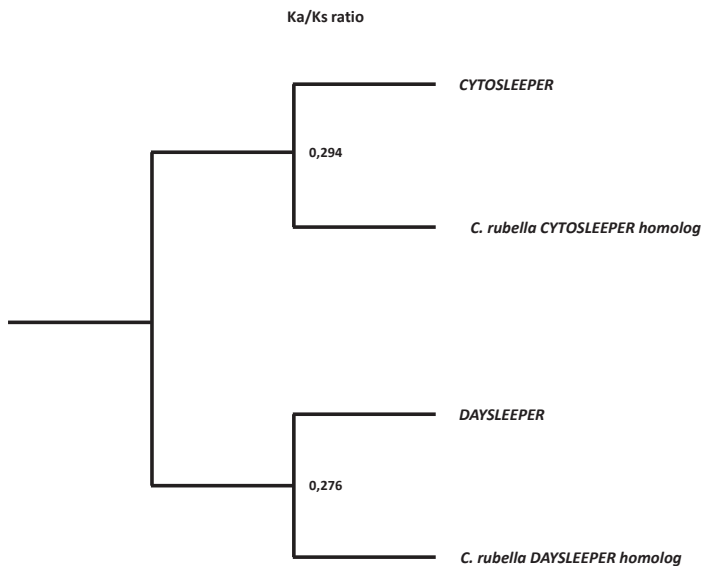 Ka/Ks ratio
CYTOSLEEPER
0,294
C. rubella CYTOSLEEPER homolog
DAYSLEEPER
0,276
C. rubella DAYSLEEPER homolog